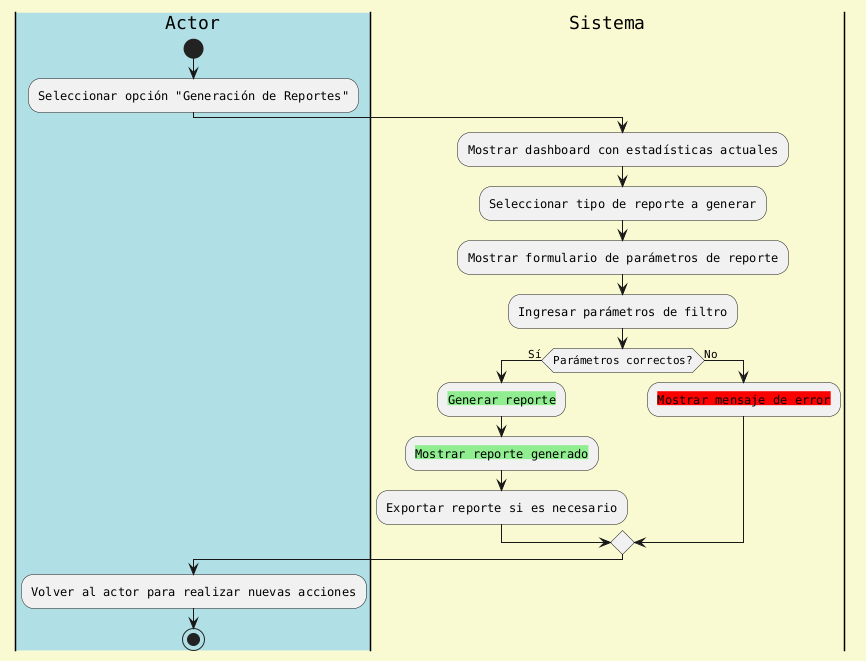 Actor
Sistema
Seleccionar opción "Generación de Reportes"
Mostrar dashboard con estadísticas actuales
Seleccionar tipo de reporte a generar
Mostrar formulario de parámetros de reporte
Ingresar parámetros de filtro
Sí
Parámetros correctos?
No
Generar reporte
Mostrar mensaje de error
Mostrar reporte generado
Exportar reporte si es necesario
Volver al actor para realizar nuevas acciones